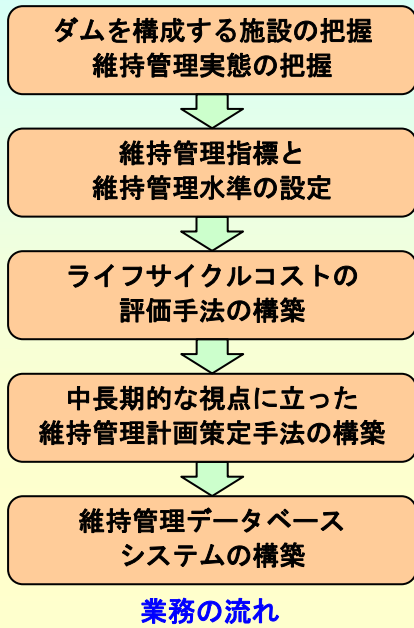 ダムを構成する施設の把握
維持管理実態の把握
維持管理指標と
維持管理水準の設定
ライフサイクルコストの
評価手法の構築
中長期的な視点に立った
維持管理計画策定手法の構築
維持管理データベース
システムの構築
業務の流れ